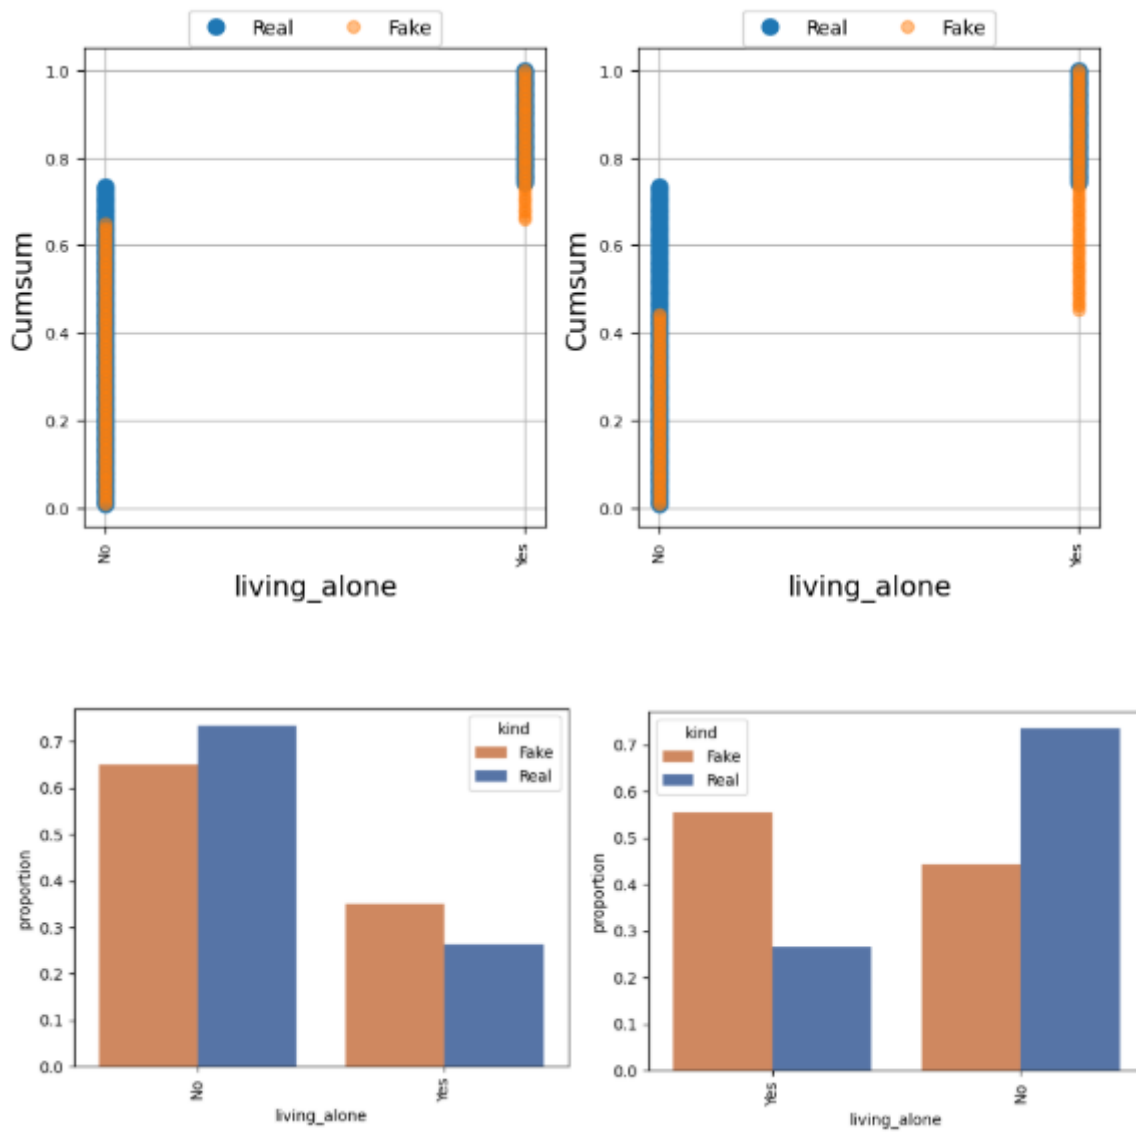 Real Fake
1.0
0.8
0.6
0.4
0.2
0.0
Cumsum
No Yes
living_alone
Real Fake
1.0
0.8
0.6
0.4
0.2
0.0
Cumsum
No Yes
living_alone
kind
Fake
Real
0.7
0.6
0.5
0.4
0.3
0.2
0.1
0.0
proportion
No Yes
living_alone
kind
Fake
Real
0.7
0.6
0.5
0.4
0.3
0.2
0.1
0.0
proportion
Yes No
living_alone